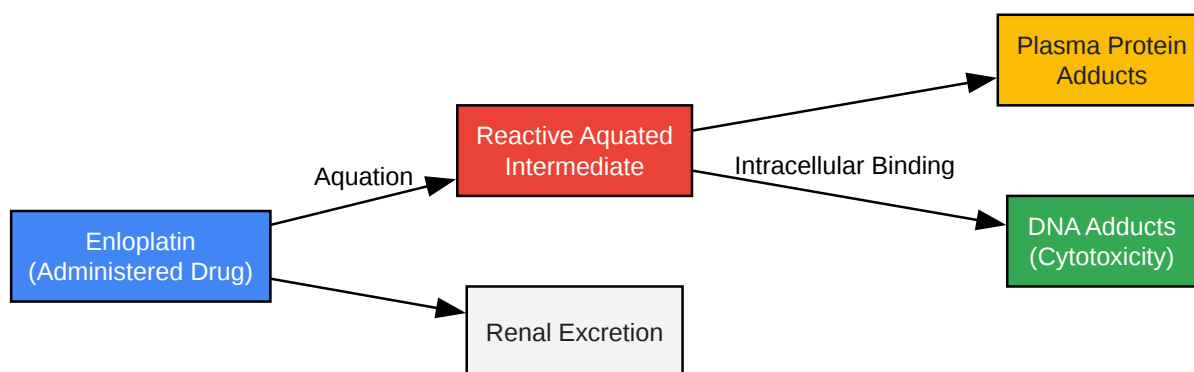 Plasma Protein
Adducts
Reactive Aquated
Intermediate
Aquation
Intracellular Binding
Enloplatin
(Administered Drug)
DNA Adducts
(Cytotoxicity)
Renal Excretion